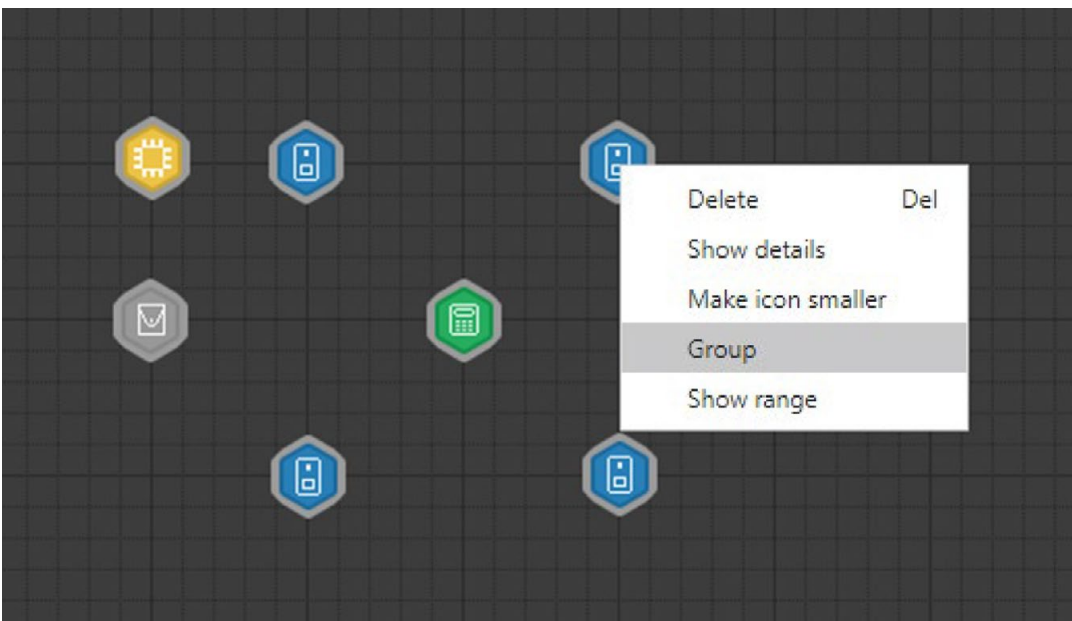 Delete Del
Show details
Make icon smaller
Group
Show range